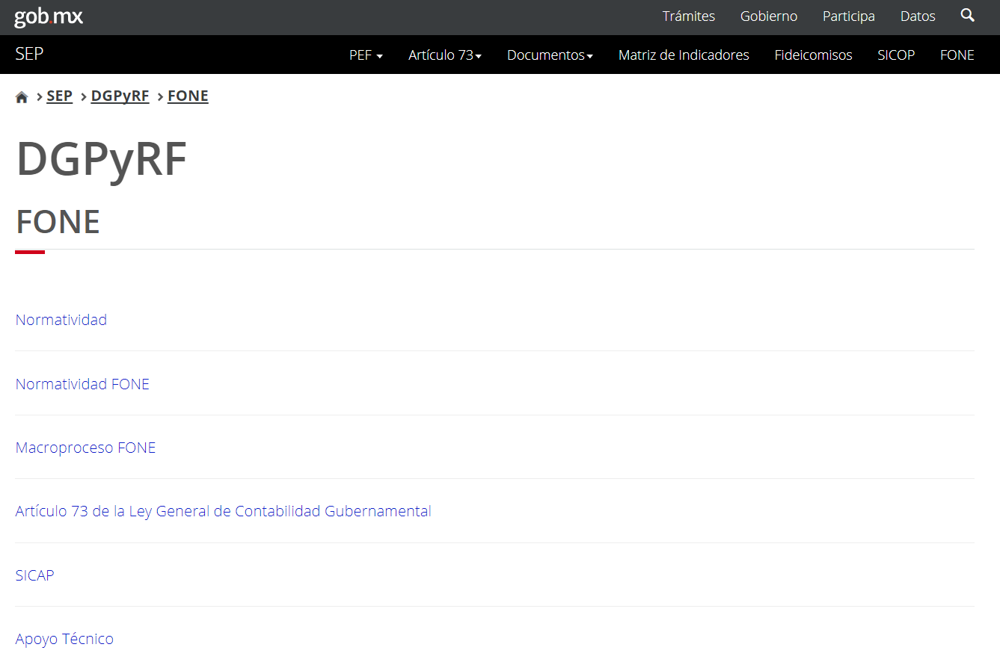 gob.mx
Trámites Gobierno Participa Datos
SEP
PEF Artículo 73 Documentos Matriz de Indicadores Fideicomisos SICOP FONE
SEP DGPyRF FONE
DGPyRF
FONE
Normatividad
Normatividad FONE
Macroproceso FONE
Artículo 73 de la Ley General de Contabilidad Gubernamental
SICAP
Apoyo Técnico